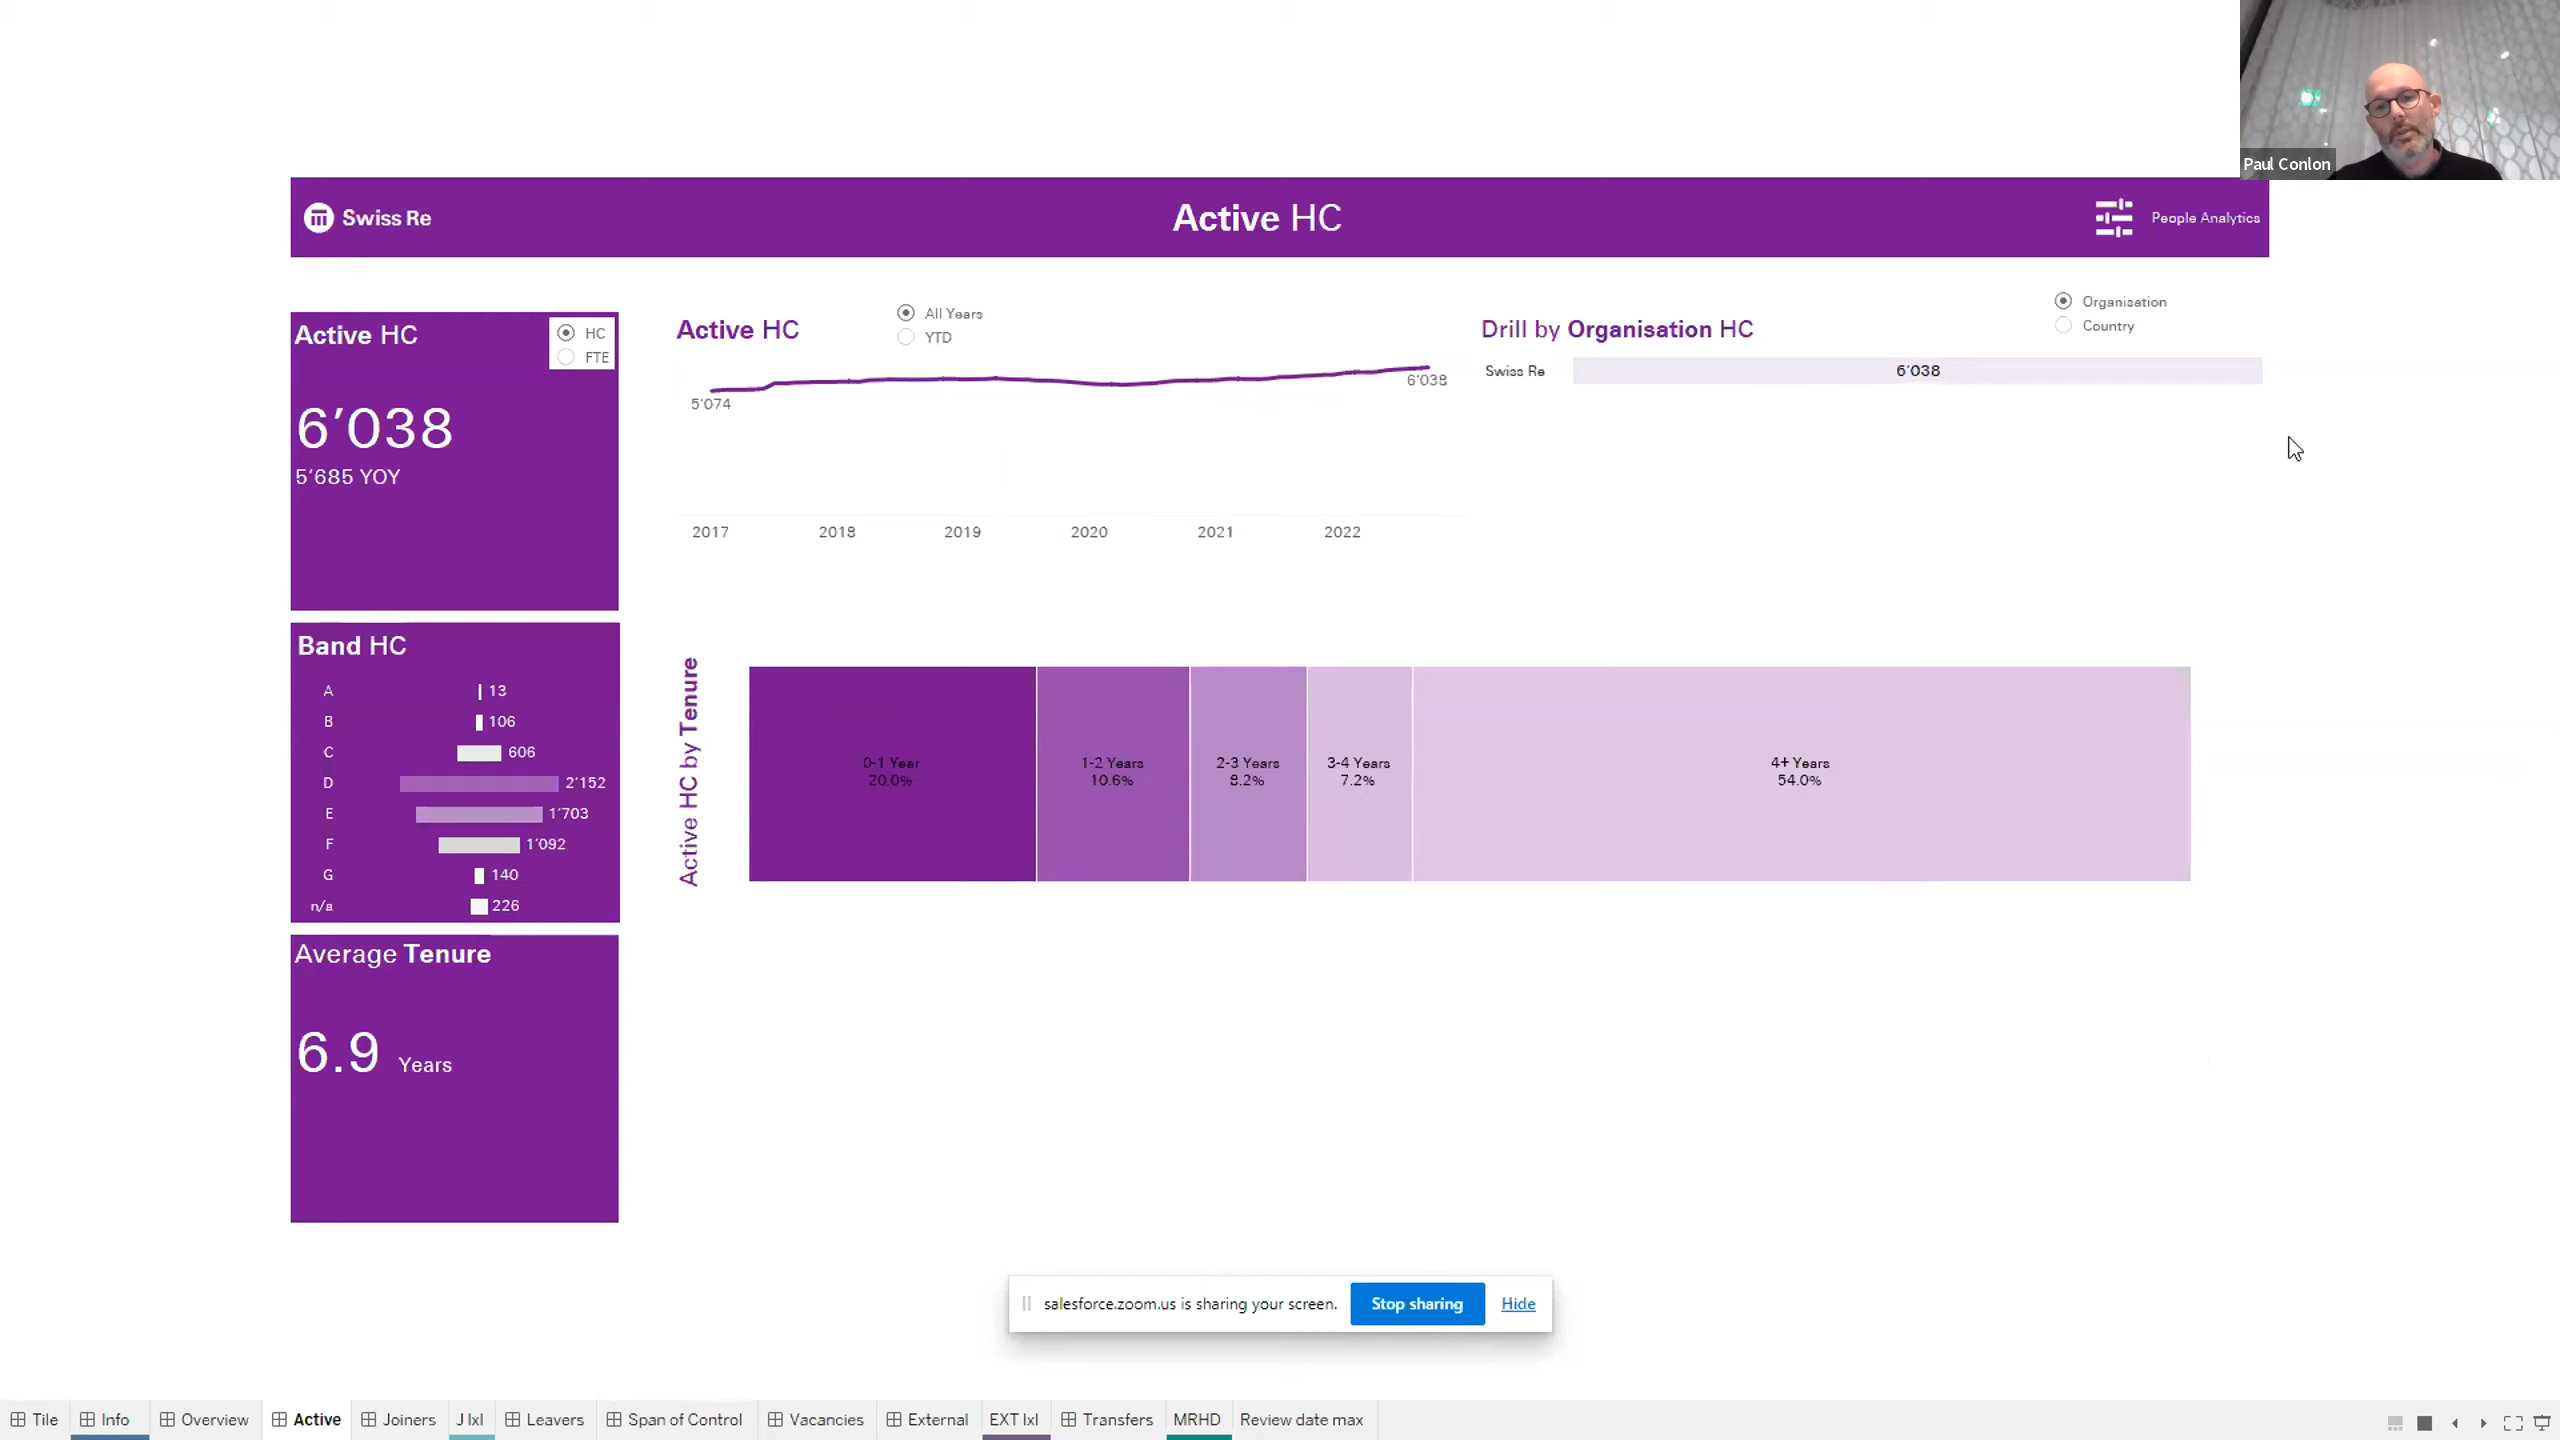 Paul Conlon
Swiss Re
Active HC
People Analytics
Active HC
HC
FTE
6’038
5’685 YOY
Active HC
All Years
YTD
5’074
6’038
2017 2018 2019 2020 2021 2022
Drill by Organisation HC
Organisation
Country
Swiss Re 6’038
Band HC
A 13
B 106
C 606
D 2’152
E 1’703
F 1’092
G 140
n/a 226
Active HC by Tenure
0-1 Year
20.0%
1-2 Years
10.6%
2-3 Years
8.2%
3-4 Years
7.2%
4+ Years
54.0%
Average Tenure
6.9 Years
salesforce.zoom.us is sharing your screen. Stop sharing Hide
Tile Info Overview Active Joiners J lxl Leavers Span of Control Vacancies External EXT lxl Transfers MRHD Review date max